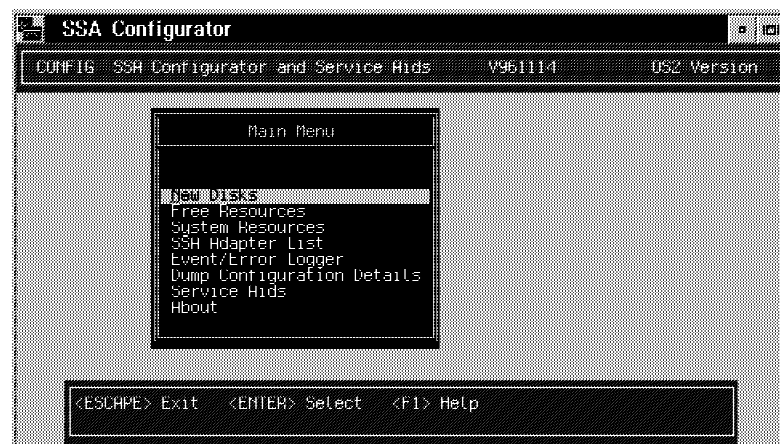 SSA Configurator
CONFIG SSA Configurator and Service Aids V961114 OS2 Version
Main Menu
New Disks
Free Resources
System Resources
SSA Adapter List
Event/Error Logger
Dump Configuration Details
Service Aids
About
<ESCAPE> Exit <ENTER> Select <F1> Help